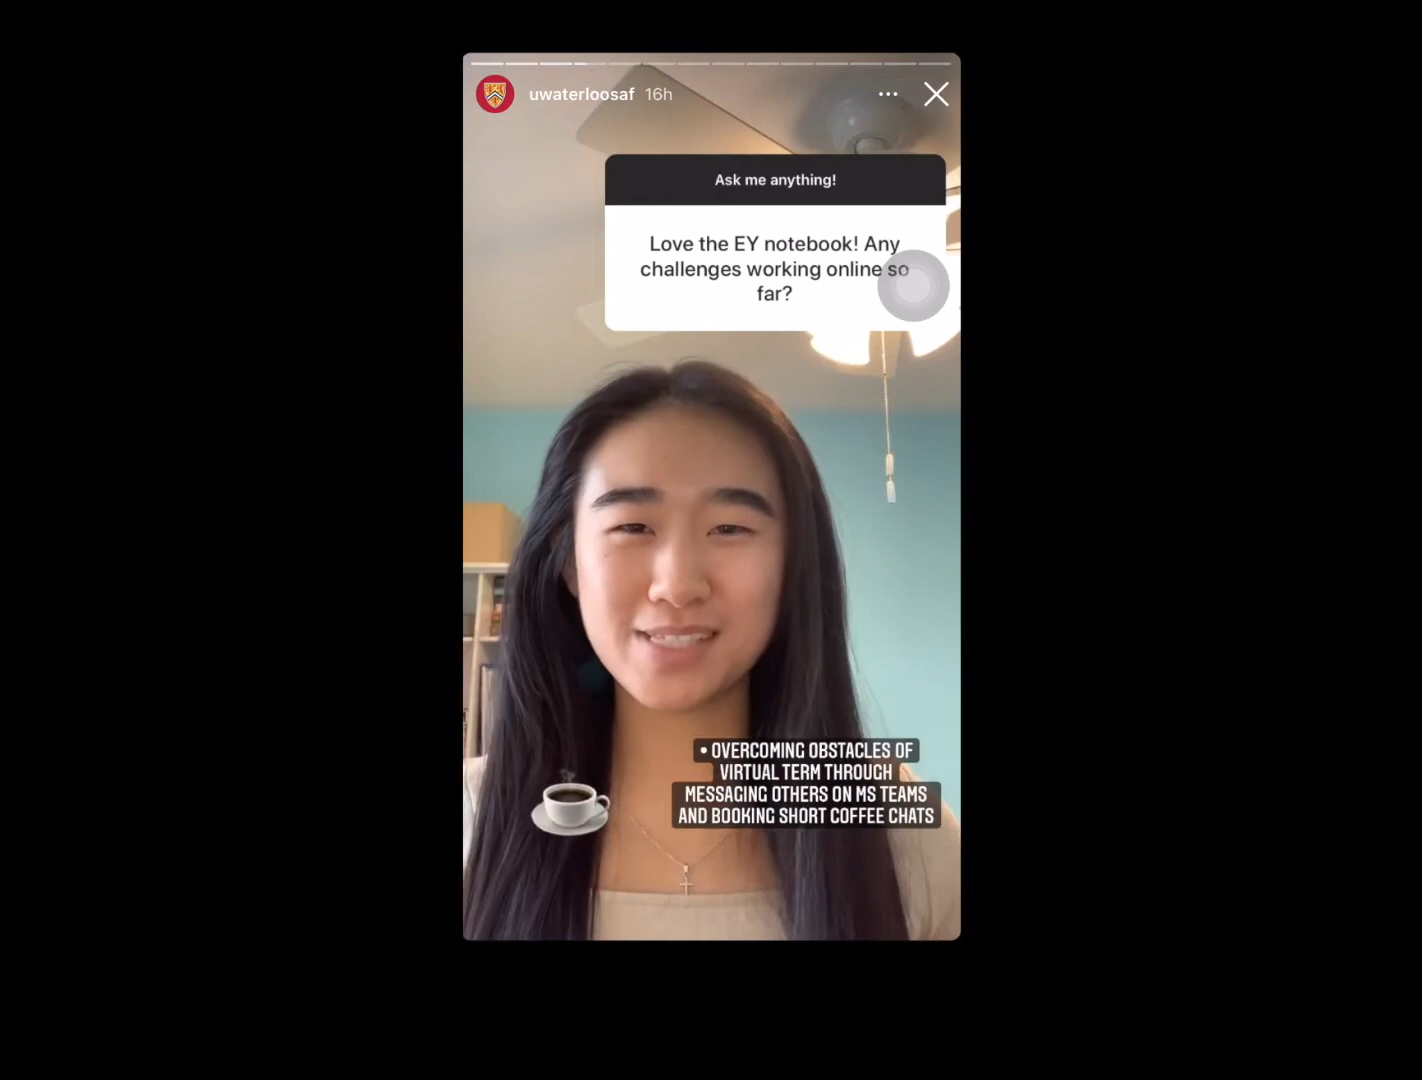 uwaterloosaf 16h
Ask me anything!
Love the EY notebook! Any
challenges working online so
far?
• OVERCOMING OBSTACLES OF
VIRTUAL TERM THROUGH
MESSAGING OTHERS ON MS TEAMS
AND BOOKING SHORT COFFEE CHATS